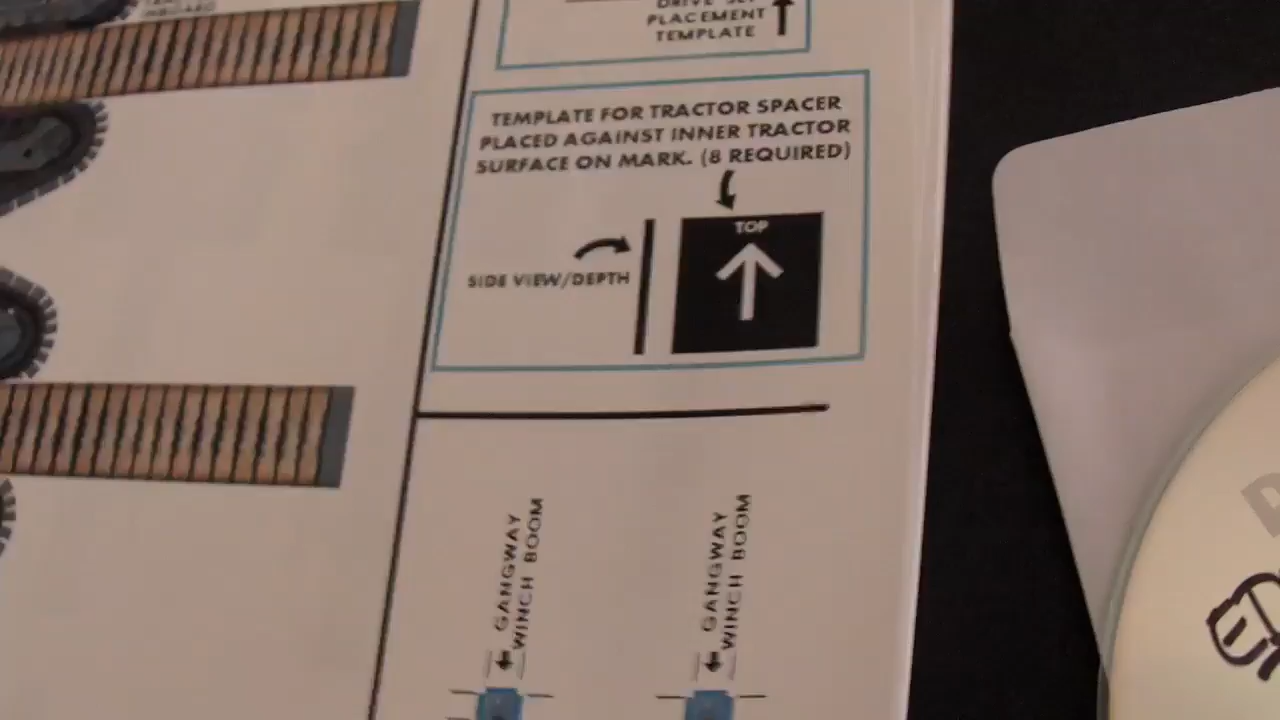 PLACEMENT
TEMPLATE
TEMPLATE FOR TRACTOR SPACER
PLACED AGAINST INNER TRACTOR
SURFACE ON MARK. (8 REQUIRED)
TOP
SIDE VIEW/DEPTH
GANGWAY
WINCH BOOM
GANGWAY
WINCH BOOM